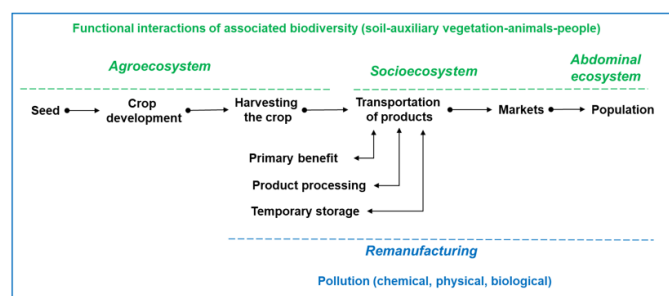 Functional interactions of associated biodiversity (soil-auxiliary vegetation-animals-people)
Agroecosystem
Socioecosystem
Abdominal
ecosystem
Seed
Crop
development
Harvesting
the crop
Transportation
of products
Markets
Population
Primary benefit
Product processing
Temporary storage
Remanufacturing
Pollution (chemical, physical, biological)